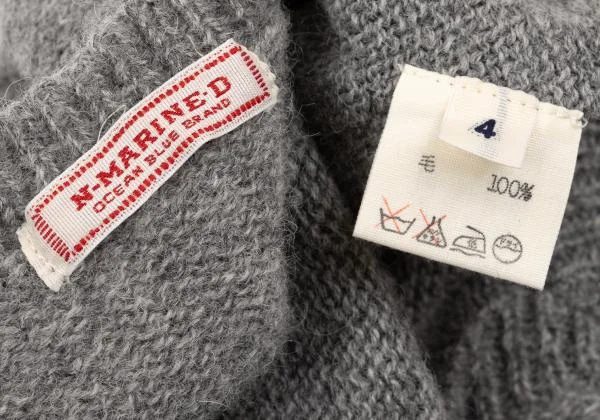 N-MARINE-D
OCEAN BLUE BRAND
4
毛 100%